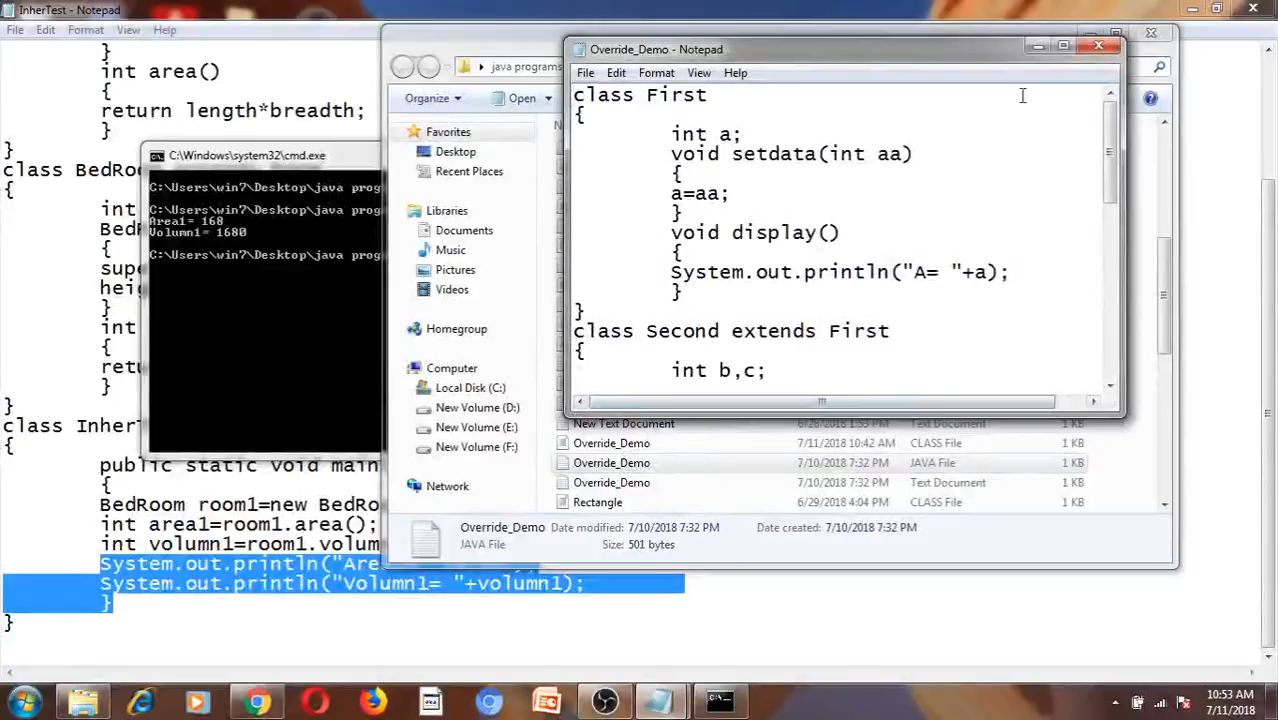 InherTest - Notepad
File Edit Format View Help
}
int area()
{
return length*breadth;
}
}
class BedRoo
{
int
BedR
{
supe
heig
}
int
{
retu
}
}
class InherT
{
public static void main
{
BedRoom room1=new BedR
int area1=room1.area();
int volumn1=room1.volum
System.out.println("Are
System.out.println("Volumn1= "+volumn1);
}
}
C:\Windows\system32\cmd.exe
C:\Users\win7\Desktop\java prog
C:\Users\win7\Desktop\java prog
Area1= 168
Volumn1= 1680
C:\Users\win7\Desktop\java prog
java programs
Organize Open
Favorites
Desktop
Recent Places
Libraries
Documents
Music
Pictures
Videos
Homegroup
Computer
Local Disk (C:)
New Volume (D:)
New Volume (E:)
New Volume (F:)
Network
Override_Demo - Notepad
File Edit Format View Help
class First
{
int a;
void setdata(int aa)
{
a=aa;
}
void display()
{
System.out.println("A= "+a);
}
}
class Second extends First
{
int b,c;
New Text Document 6/28/2018 1:53 PM Text Document 1 KB
Override_Demo 7/11/2018 10:42 AM CLASS File 1 KB
Override_Demo 7/10/2018 7:32 PM JAVA File 1 KB
Override_Demo 7/10/2018 7:32 PM Text Document 1 KB
Rectangle 6/29/2018 4:04 PM CLASS File 1 KB
Override_Demo Date modified: 7/10/2018 7:32 PM Date created: 7/10/2018 7:32 PM
JAVA File Size: 501 bytes
10:53 AM
7/11/2018